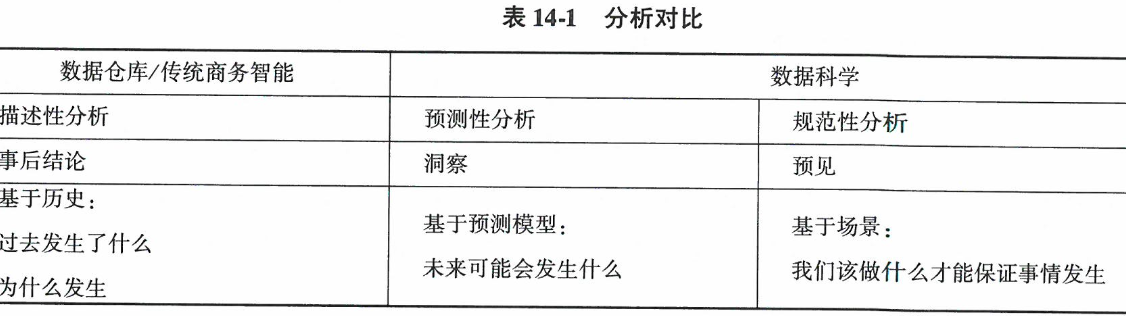 表 14-1 分析对比
数据仓库/传统商务智能 数据科学
描述性分析 预测性分析 规范性分析
事后结论 洞察 预见
基于历史：
过去发生了什么
为什么发生
基于预测模型：
未来可能会发生什么
基于场景：
我们该做什么才能保证事情发生